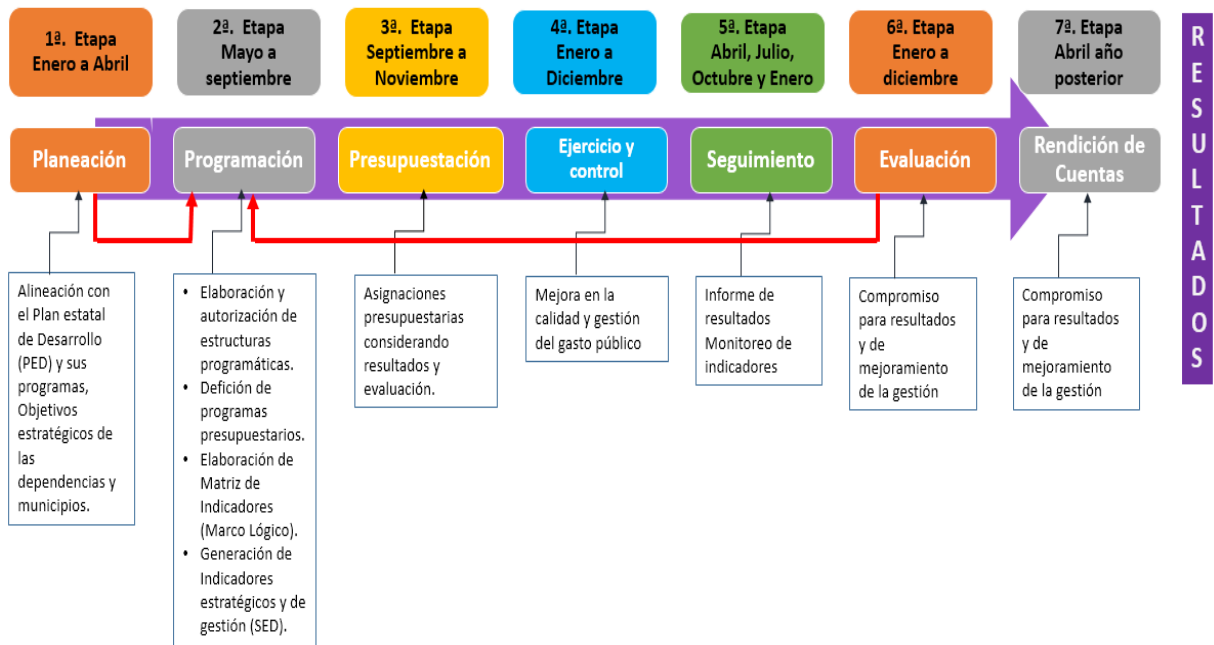 1ª. Etapa
Enero a Abril
2ª. Etapa
Mayo a
septiembre
3ª. Etapa
Septiembre a
Noviembre
4ª. Etapa
Enero a
Diciembre
5ª. Etapa
Abril, Julio,
Octubre y Enero
6ª. Etapa
Enero a
diciembre
7ª. Etapa
Abril año
posterior
Planeación
Programación
Presupuestación
Ejercicio y
control
Seguimiento
Evaluación
Rendición de
Cuentas
Alineación con
el Plan estatal
de Desarrollo
(PED) y sus
programas,
Objetivos
estratégicos de
las
dependencias y
municipios.
• Elaboración y
autorización de
estructuras
programáticas.
• Defición de
programas
presupuestarios.
• Elaboración de
Matriz de
Indicadores
(Marco Lógico).
• Generación de
Indicadores
estratégicos y de
gestión (SED).
Asignaciones
presupuestarias
considerando
resultados y
evaluación.
Mejora en la
calidad y gestión
del gasto público
Informe de
resultados
Monitoreo de
indicadores
Compromiso
para resultados
y de
mejoramiento
de la gestión
Compromiso
para resultados
y de
mejoramiento
de la gestión
RESULTADOS